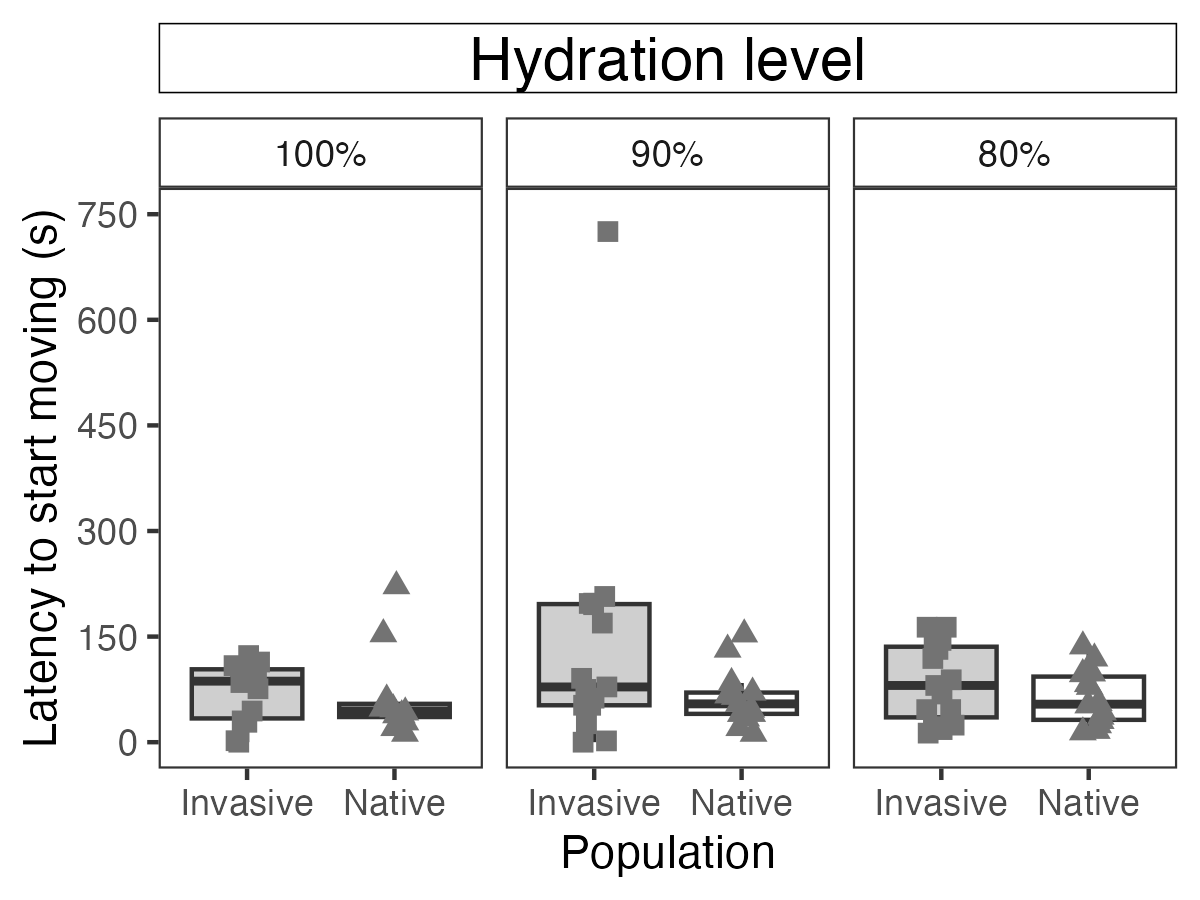 Hydration level
100%
90%
80%
Latency to start moving (s)
750
600
450
300
150
0
Invasive
Native
Invasive
Native
Invasive
Native
Population